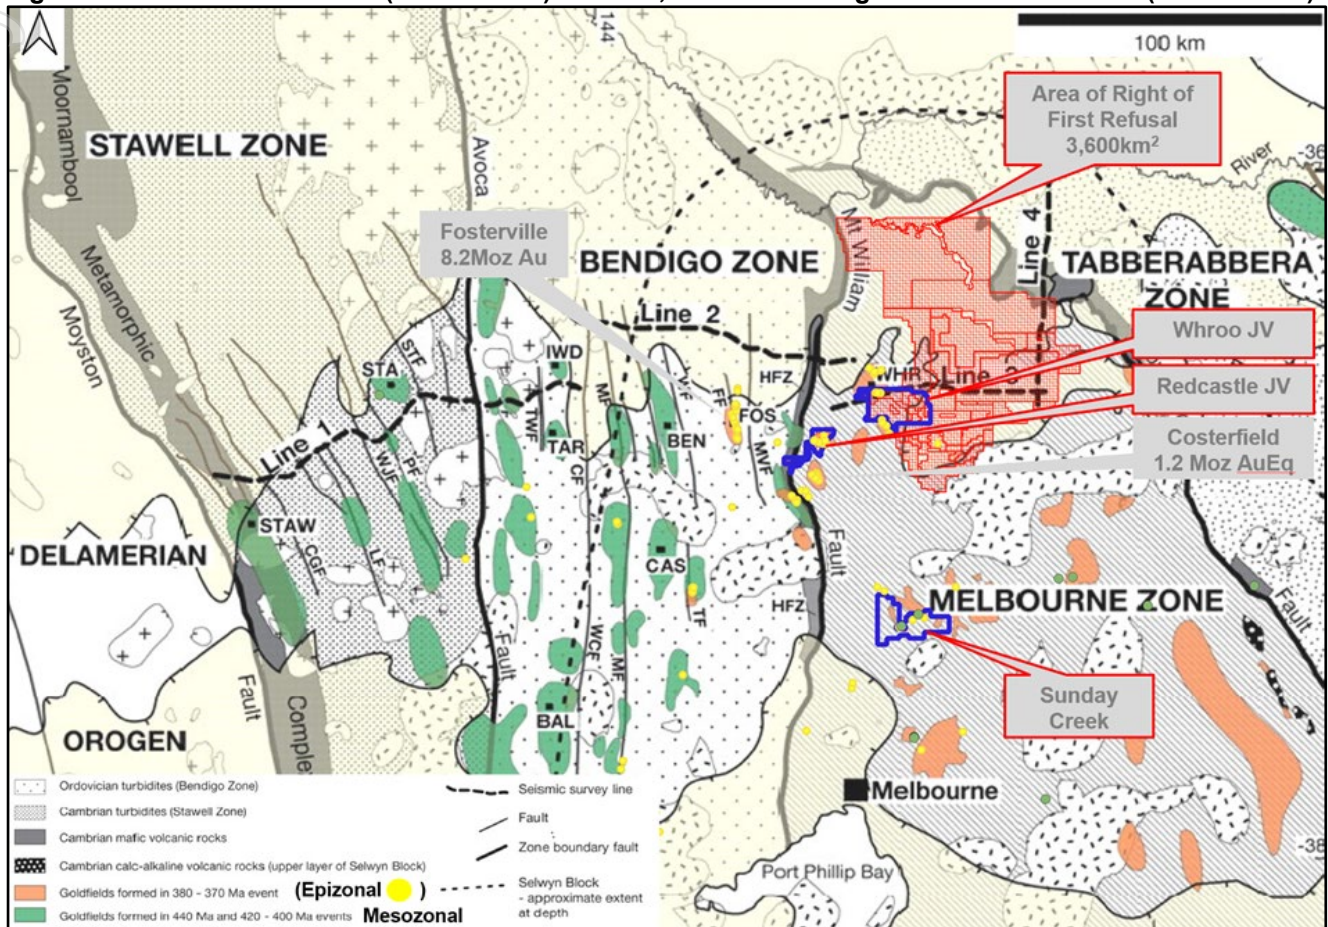 144
100 km
Area of Right of
First Refusal
3,600km²
Moornambool
STAWELL ZONE
Avoca
River
-36
Fosterville
8.2Moz Au
BENDIGO ZONE
Mt William
Line 4
TABBERABBERA
ZONE
Metamorphic
Moyston
Line 2
Whroo JV
STF
IWD
STA
HFZ
WHR
Line 3
Redcastle JV
MF
FF
FOS
TWF
Line 1
TAR
BEN
CF
MVF
Costerfield
1.2 Moz AuEq
WJF
PF
STAW
DELAMERIAN
CGF
LF
CAS
Fault
HFZ
MELBOURNE ZONE
Fault
TF
WCF
MF
Fault
Sunday
Creek
Fault
BAL
OROGEN
Melbourne
Port Phillip Bay
-38
Ordovician turbidites (Bendigo Zone)
Cambrian turbidites (Stawell Zone)
Cambrian mafic volcanic rocks
Cambrian calc-alkaline volcanic rocks (upper layer of Selwyn Block)
Goldfields formed in 380 - 370 Ma event (Epizonal )
Goldfields formed in 440 Ma and 420 - 400 Ma events Mesozonal
Seismic survey line
Fault
Zone boundary fault
Selwyn Block
- approximate extent
at depth